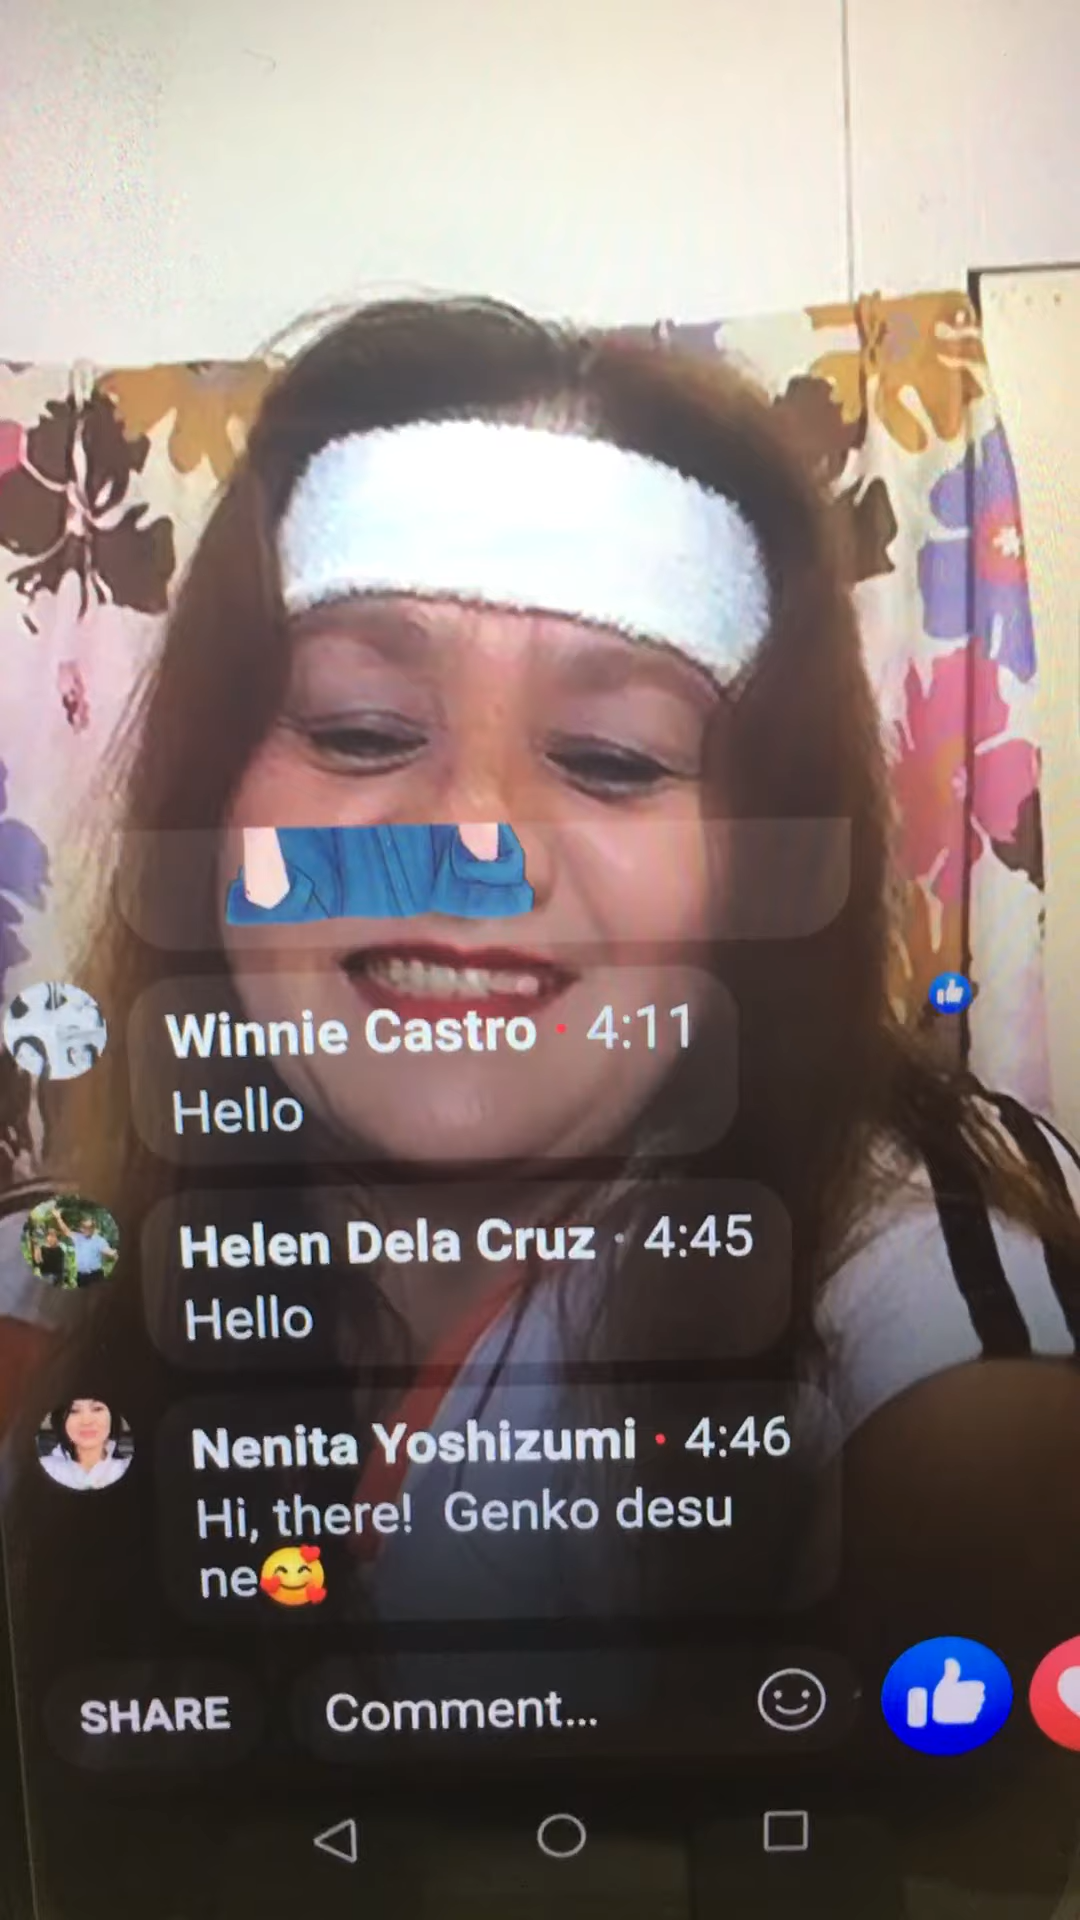 Winnie Castro · 4:11
Hello
Helen Dela Cruz · 4:45
Hello
Nenita Yoshizumi · 4:46
Hi, there! Genko desu
ne🥰
SHARE
Comment...